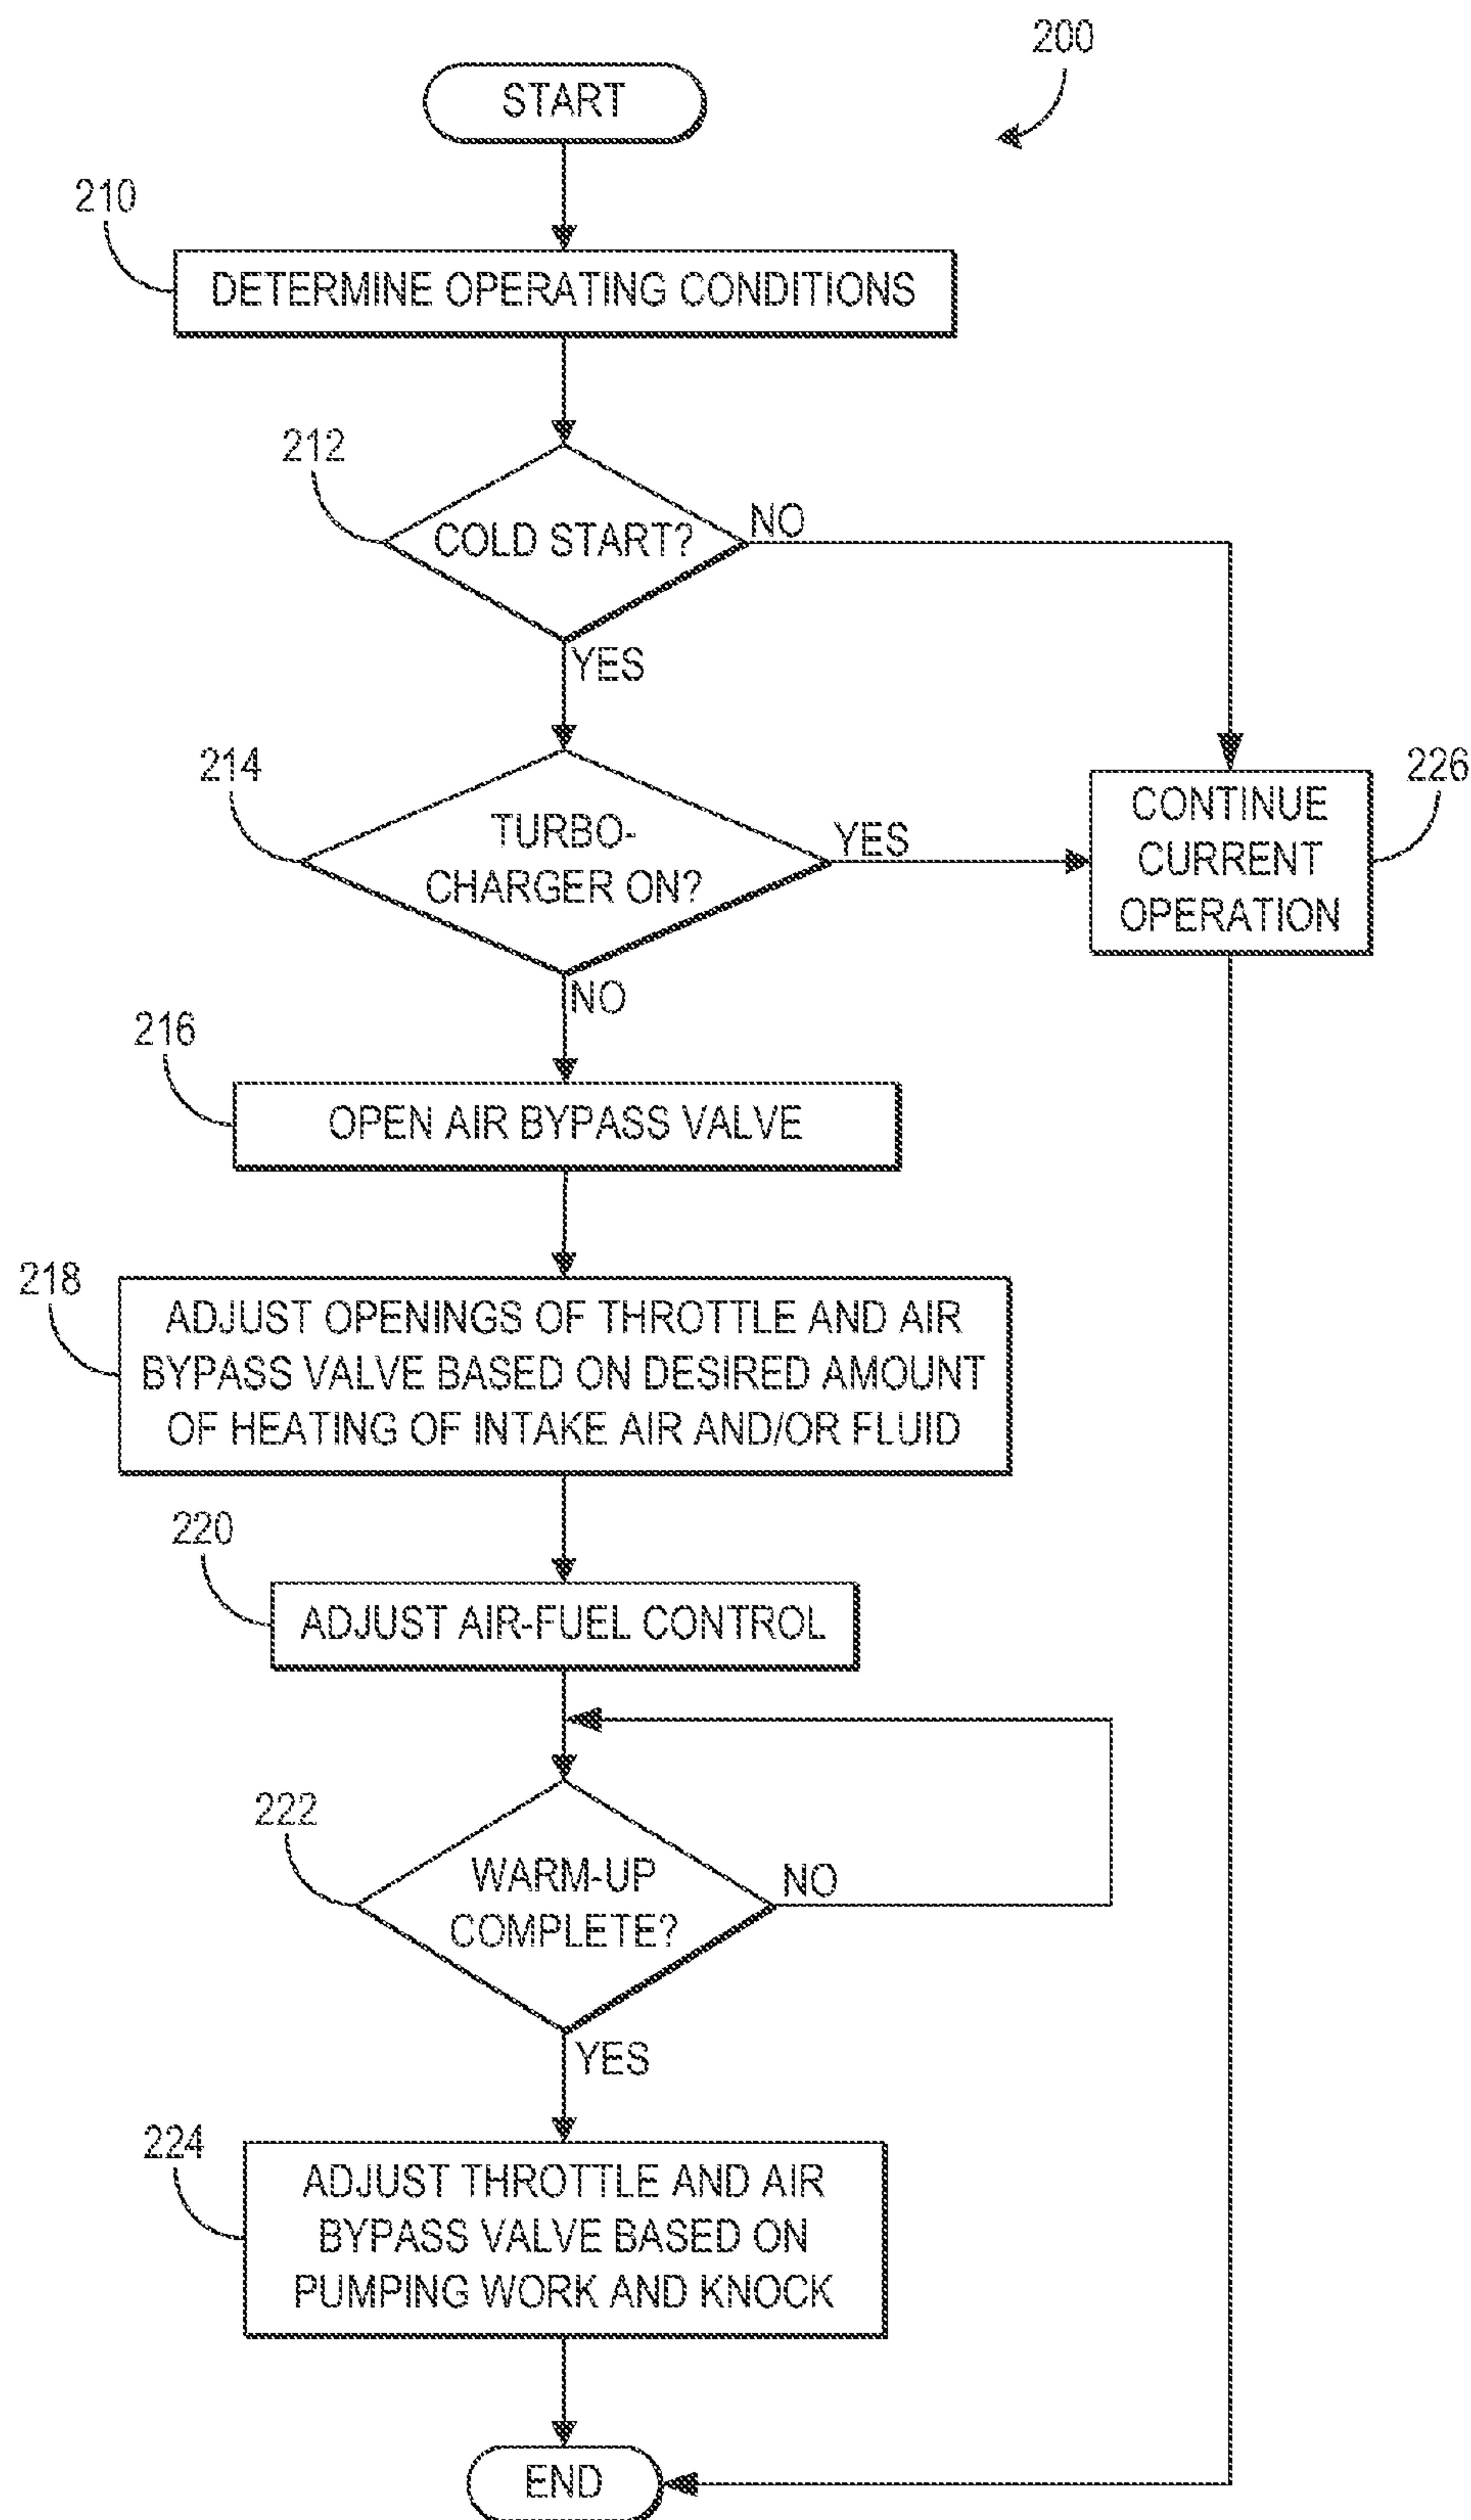 200
START
210
DETERMINE OPERATING CONDITIONS
212
COLD START?
NO
YES
214
TURBO-
CHARGER ON?
YES
NO
226
CONTINUE
CURRENT
OPERATION
216
OPEN AIR BYPASS VALVE
218
ADJUST OPENINGS OF THROTTLE AND AIR
BYPASS VALVE BASED ON DESIRED AMOUNT
OF HEATING OF INTAKE AIR AND/OR FLUID
220
ADJUST AIR-FUEL CONTROL
222
WARM-UP
COMPLETE?
NO
YES
224
ADJUST THROTTLE AND AIR
BYPASS VALVE BASED ON
PUMPING WORK AND KNOCK
END